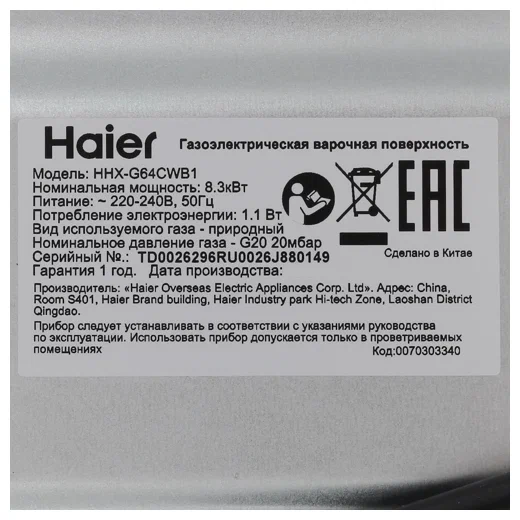 Haier Газоэлектрическая варочная поверхность
Модель: HHX-G64CWB1
Номинальная мощность: 8.3кВт
Питание: ~ 220-240В, 50Гц
Потребление электроэнергии: 1.1 Вт
Вид используемого газа - природный
Номинальное давление газа - G20 20мбар
Серийный №: TD0026296RU0026J880149
Гарантия 1 год.
EAC
Сделано в Китае
Производитель: «Haier Overseas Electric Appliances Corp. Ltd». Адрес: China,
Room S401, Haier Brand building, Haier Industry park Hi-tech Zone, Laoshan District
Qingdao.
Прибор следует устанавливать в соответствии с указаниями руководства
по эксплуатации. Использовать прибор допускается только в проветриваемых
помещениях
Код:0070303340